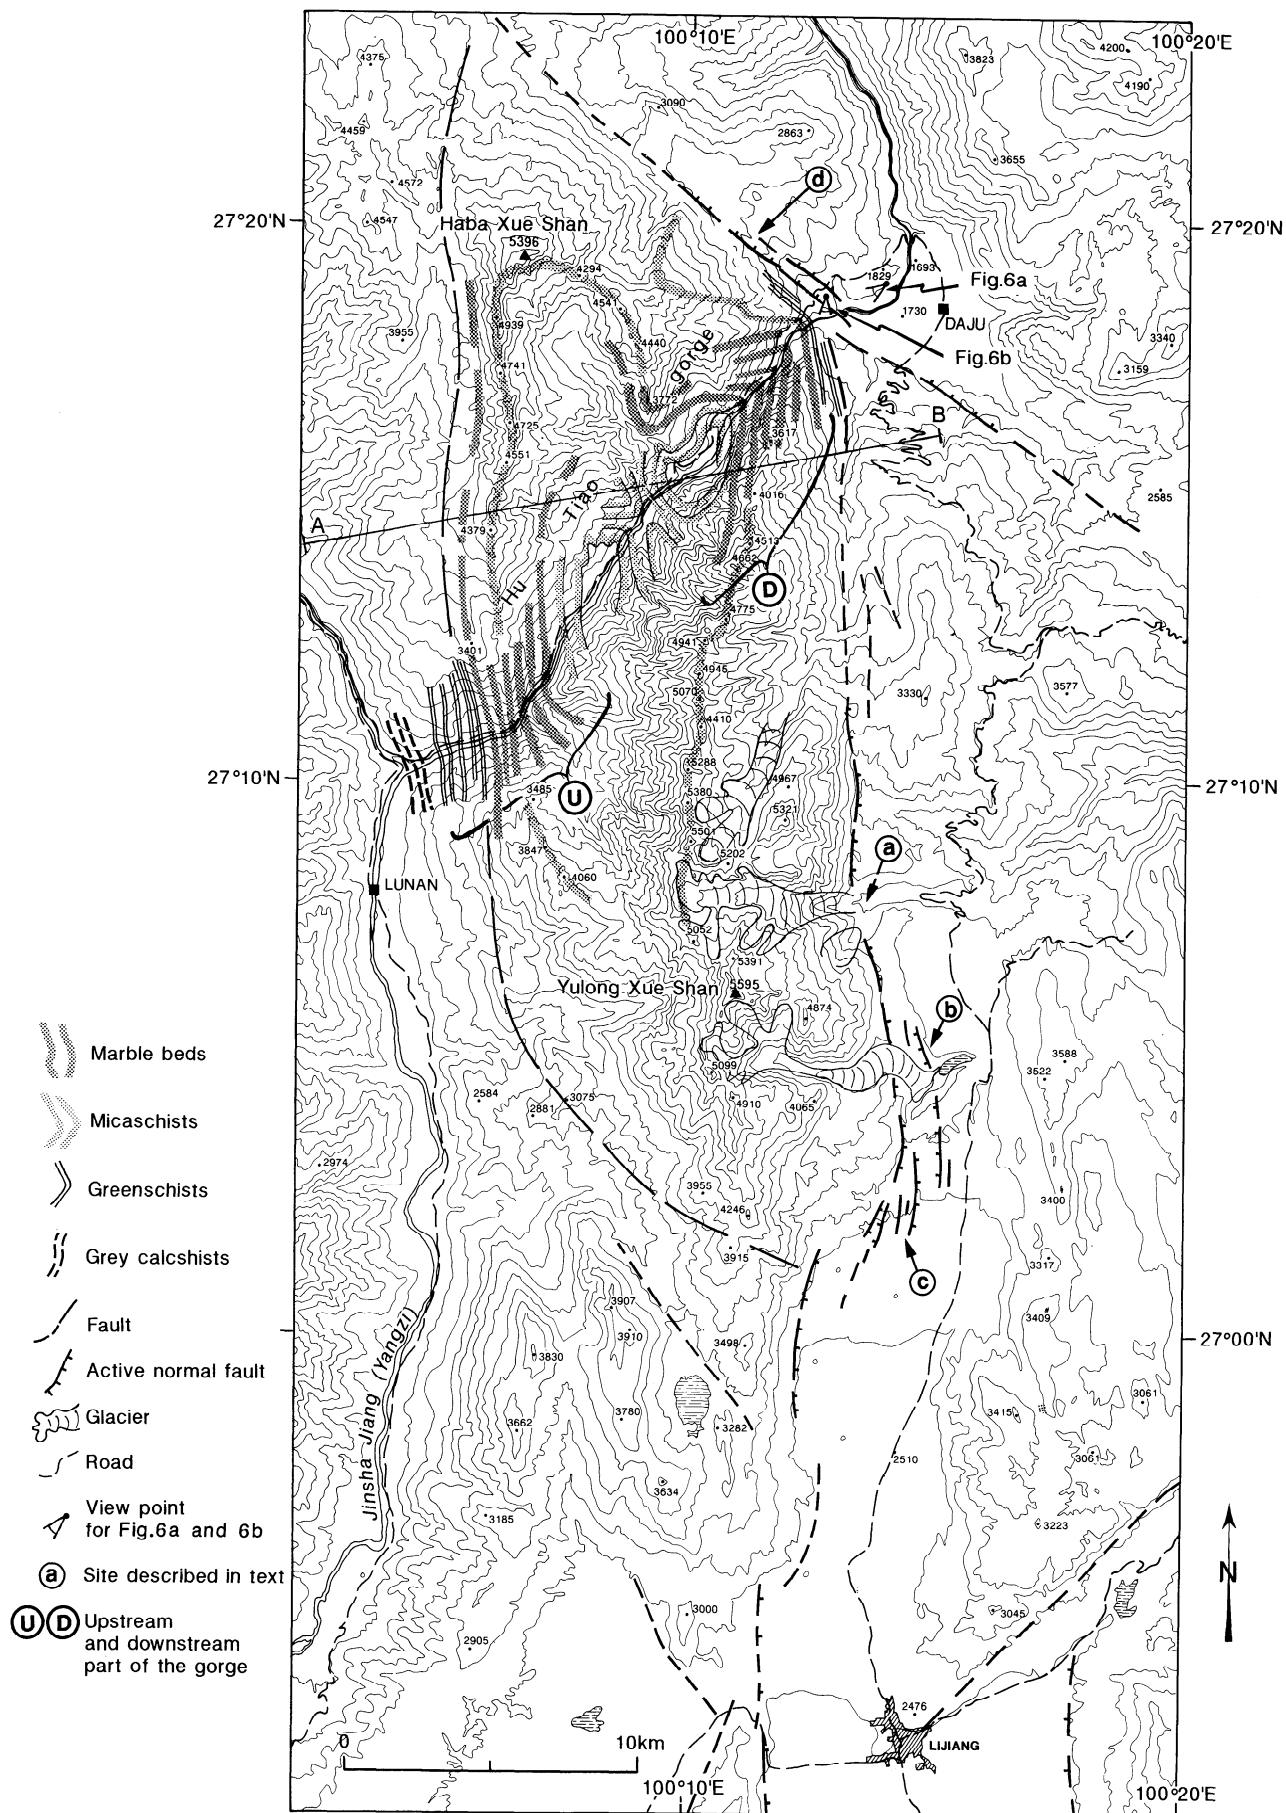 100°10'E
100°20'E
4375
3823
4200
4190
3090
4459
2863
3655
4572
d
27°20'N
4547
Haba Xue Shan
5396
27°20'N
4294
1693
1829
Fig.6a
4541
A
1730
DAJU
4939
3955
4440
gorge
3340
Fig.6b
4741
3159
3772
4725
B
3617
4551
Tiao
4016
2585
A
4379
4513
4662
D
Hu
4775
4941
3401
4945
5070
3330
3577
4410
5288
27°10'N
4967
27°10'N
3485
U
5380
5321
5501
3847
5202
a
4060
LUNAN
5052
5391
Yulong Xue Shan
5595
4874
b
Marble beds
3588
5099
3522
2584
3075
2881
4910
4065
Micaschists
2974
3955
Greenschists
3400
4246
3915
Grey calcshists
3317
c
3907
3409
Fault
3910
3498
27°00'N
3830
Active normal fault
3061
3780
3415
Glacier
3662
3282
Jinsha Jiang (Yangzi)
2510
3061
Road
3634
View point
for Fig.6a and 6b
3185
3223
N
a
Site described in text
U D
Upstream
and downstream
part of the gorge
3000
3045
2905
2476
LIJIANG
0
10km
100°10'E
100°20'E